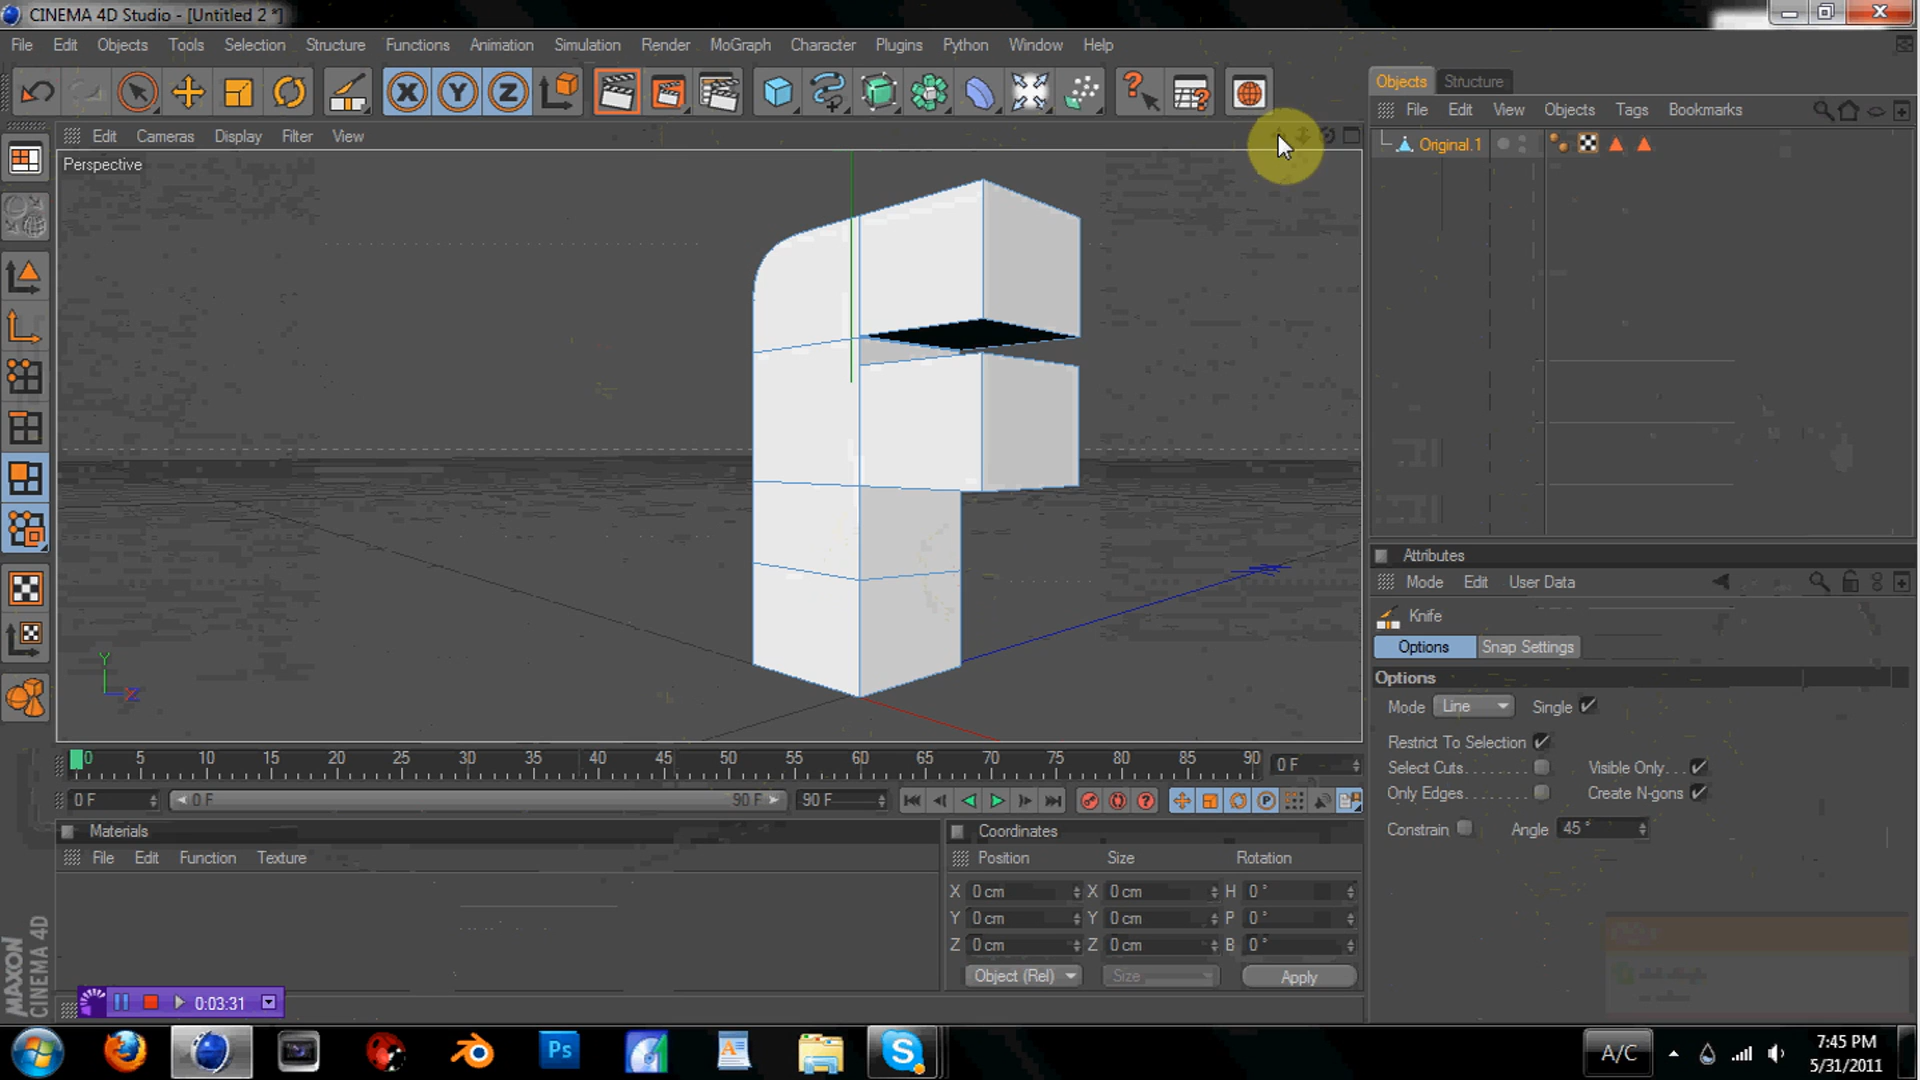 CINEMA 4D Studio - [Untitled 2 *]
File Edit Objects Tools Selection Structure Functions Animation Simulation Render MoGraph Character Plugins Python Window Help
Objects Structure
File Edit View Objects Tags Bookmarks
Edit Cameras Display Filter View
Original.1
Perspective
Attributes
Mode Edit User Data
Knife
Options Snap Settings
Options
Mode Line Single
Restrict To Selection
Select Cuts Visible Only
Only Edges Create N-gons
Constrain Angle 45 °
Y
Z
0 5 10 15 20 25 30 35 40 45 50 55 60 65 70 75 80 85 90 0 F
0 F 0 F 90 F 90 F
P
Materials
File Edit Function Texture
Coordinates
Position Size Rotation
X 0 cm X 0 cm H 0 °
Y 0 cm Y 0 cm P 0 °
Z 0 cm Z 0 cm B 0 °
Object (Rel) Size Apply
MAXON
CINEMA 4D
0:03:31
Ps
A/C
7:45 PM
5/31/2011